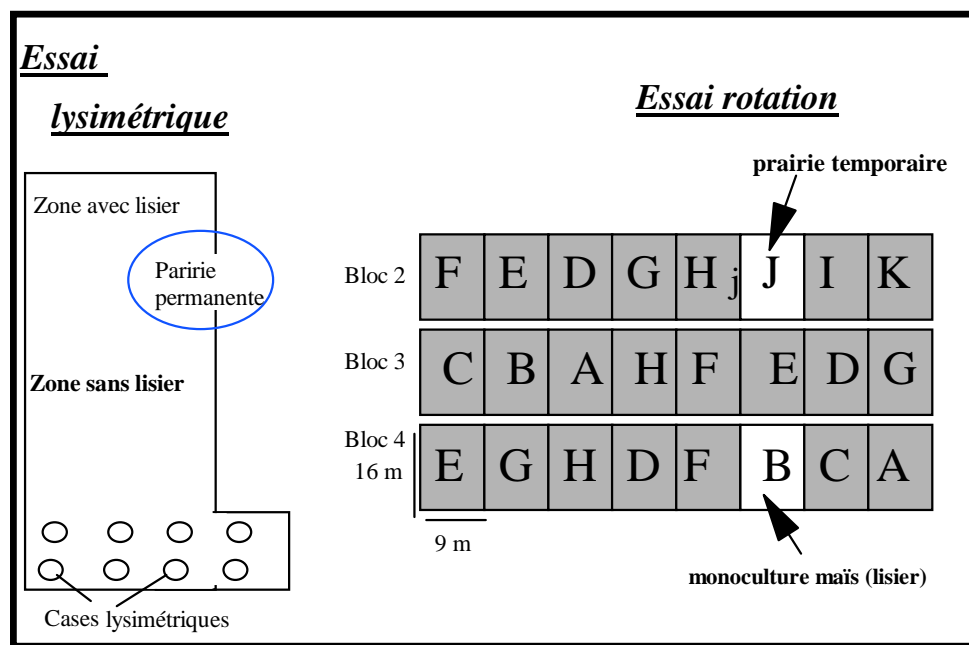 Essai
lysimétrique
Zone avec lisier
Paririe
permanente
Zone sans lisier
Cases lysimétriques
Essai rotation
prairie temporaire
Bloc 2 F E D G H j J I K
Bloc 3 C B A H F E D G
Bloc 4 E G H D F B C A
16 m
9 m
monoculture maïs (lisier)